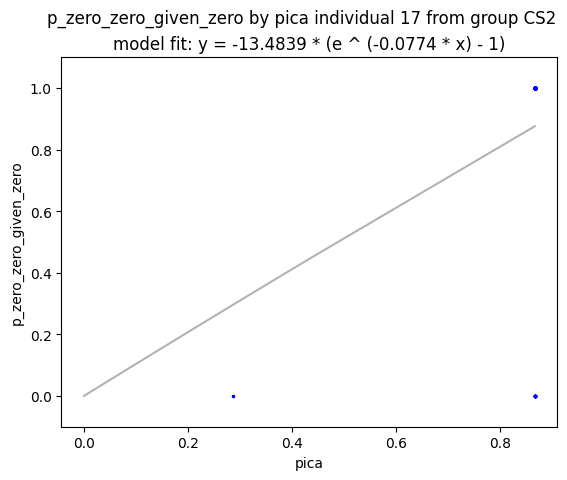 p_zero_zero_given_zero by pica individual 17 from group CS2
model fit: y = -13.4839 * (e ^ (-0.0774 * x) - 1)
1.0
0.8
0.6
0.4
0.2
0.0
p_zero_zero_given_zero
0.0 0.2 0.4 0.6 0.8
pica